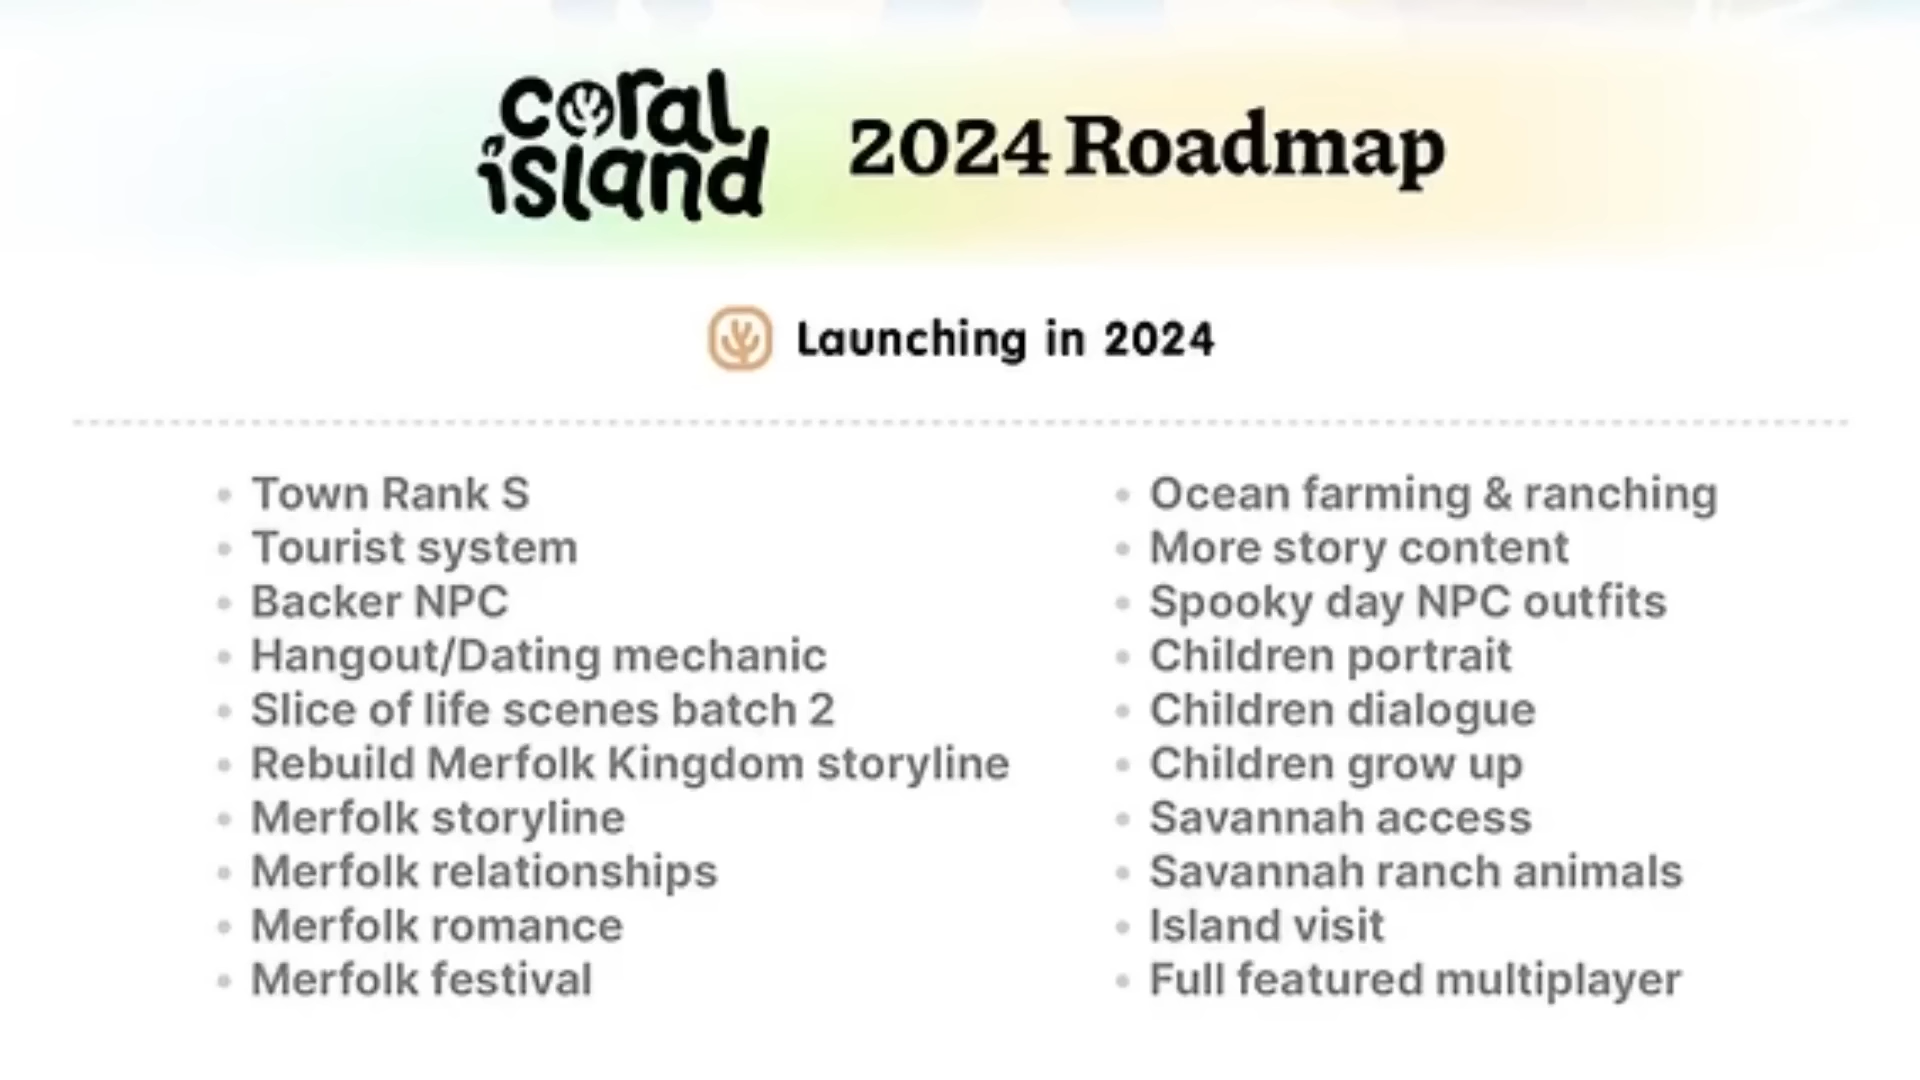 coral
island
2024 Roadmap
Launching in 2024
• Town Rank S
• Tourist system
• Backer NPC
• Hangout/Dating mechanic
• Slice of life scenes batch 2
• Rebuild Merfolk Kingdom storyline
• Merfolk storyline
• Merfolk relationships
• Merfolk romance
• Merfolk festival
• Ocean farming & ranching
• More story content
• Spooky day NPC outfits
• Children portrait
• Children dialogue
• Children grow up
• Savannah access
• Savannah ranch animals
• Island visit
• Full featured multiplayer